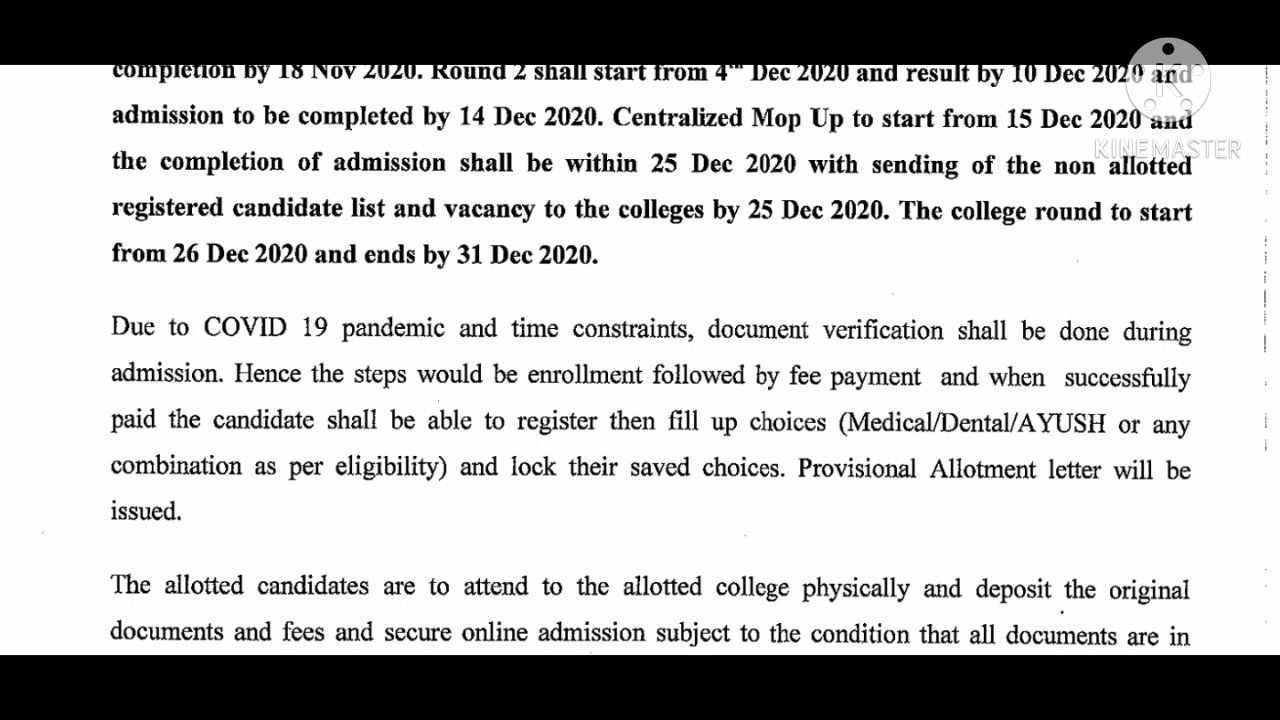 completion by 18 Nov 2020. Round 2 shall start from 4th Dec 2020 and result by 10 Dec 2020 and
admission to be completed by 14 Dec 2020. Centralized Mop Up to start from 15 Dec 2020 and
the completion of admission shall be within 25 Dec 2020 with sending of the non allotted
registered candidate list and vacancy to the colleges by 25 Dec 2020. The college round to start
from 26 Dec 2020 and ends by 31 Dec 2020.
Due to COVID 19 pandemic and time constraints, document verification shall be done during
admission. Hence the steps would be enrollment followed by fee payment and when successfully
paid the candidate shall be able to register then fill up choices (Medical/Dental/AYUSH or any
combination as per eligibility) and lock their saved choices. Provisional Allotment letter will be
issued.
The allotted candidates are to attend to the allotted college physically and deposit the original
documents and fees and secure online admission subject to the condition that all documents are in
K
KINEMASTER